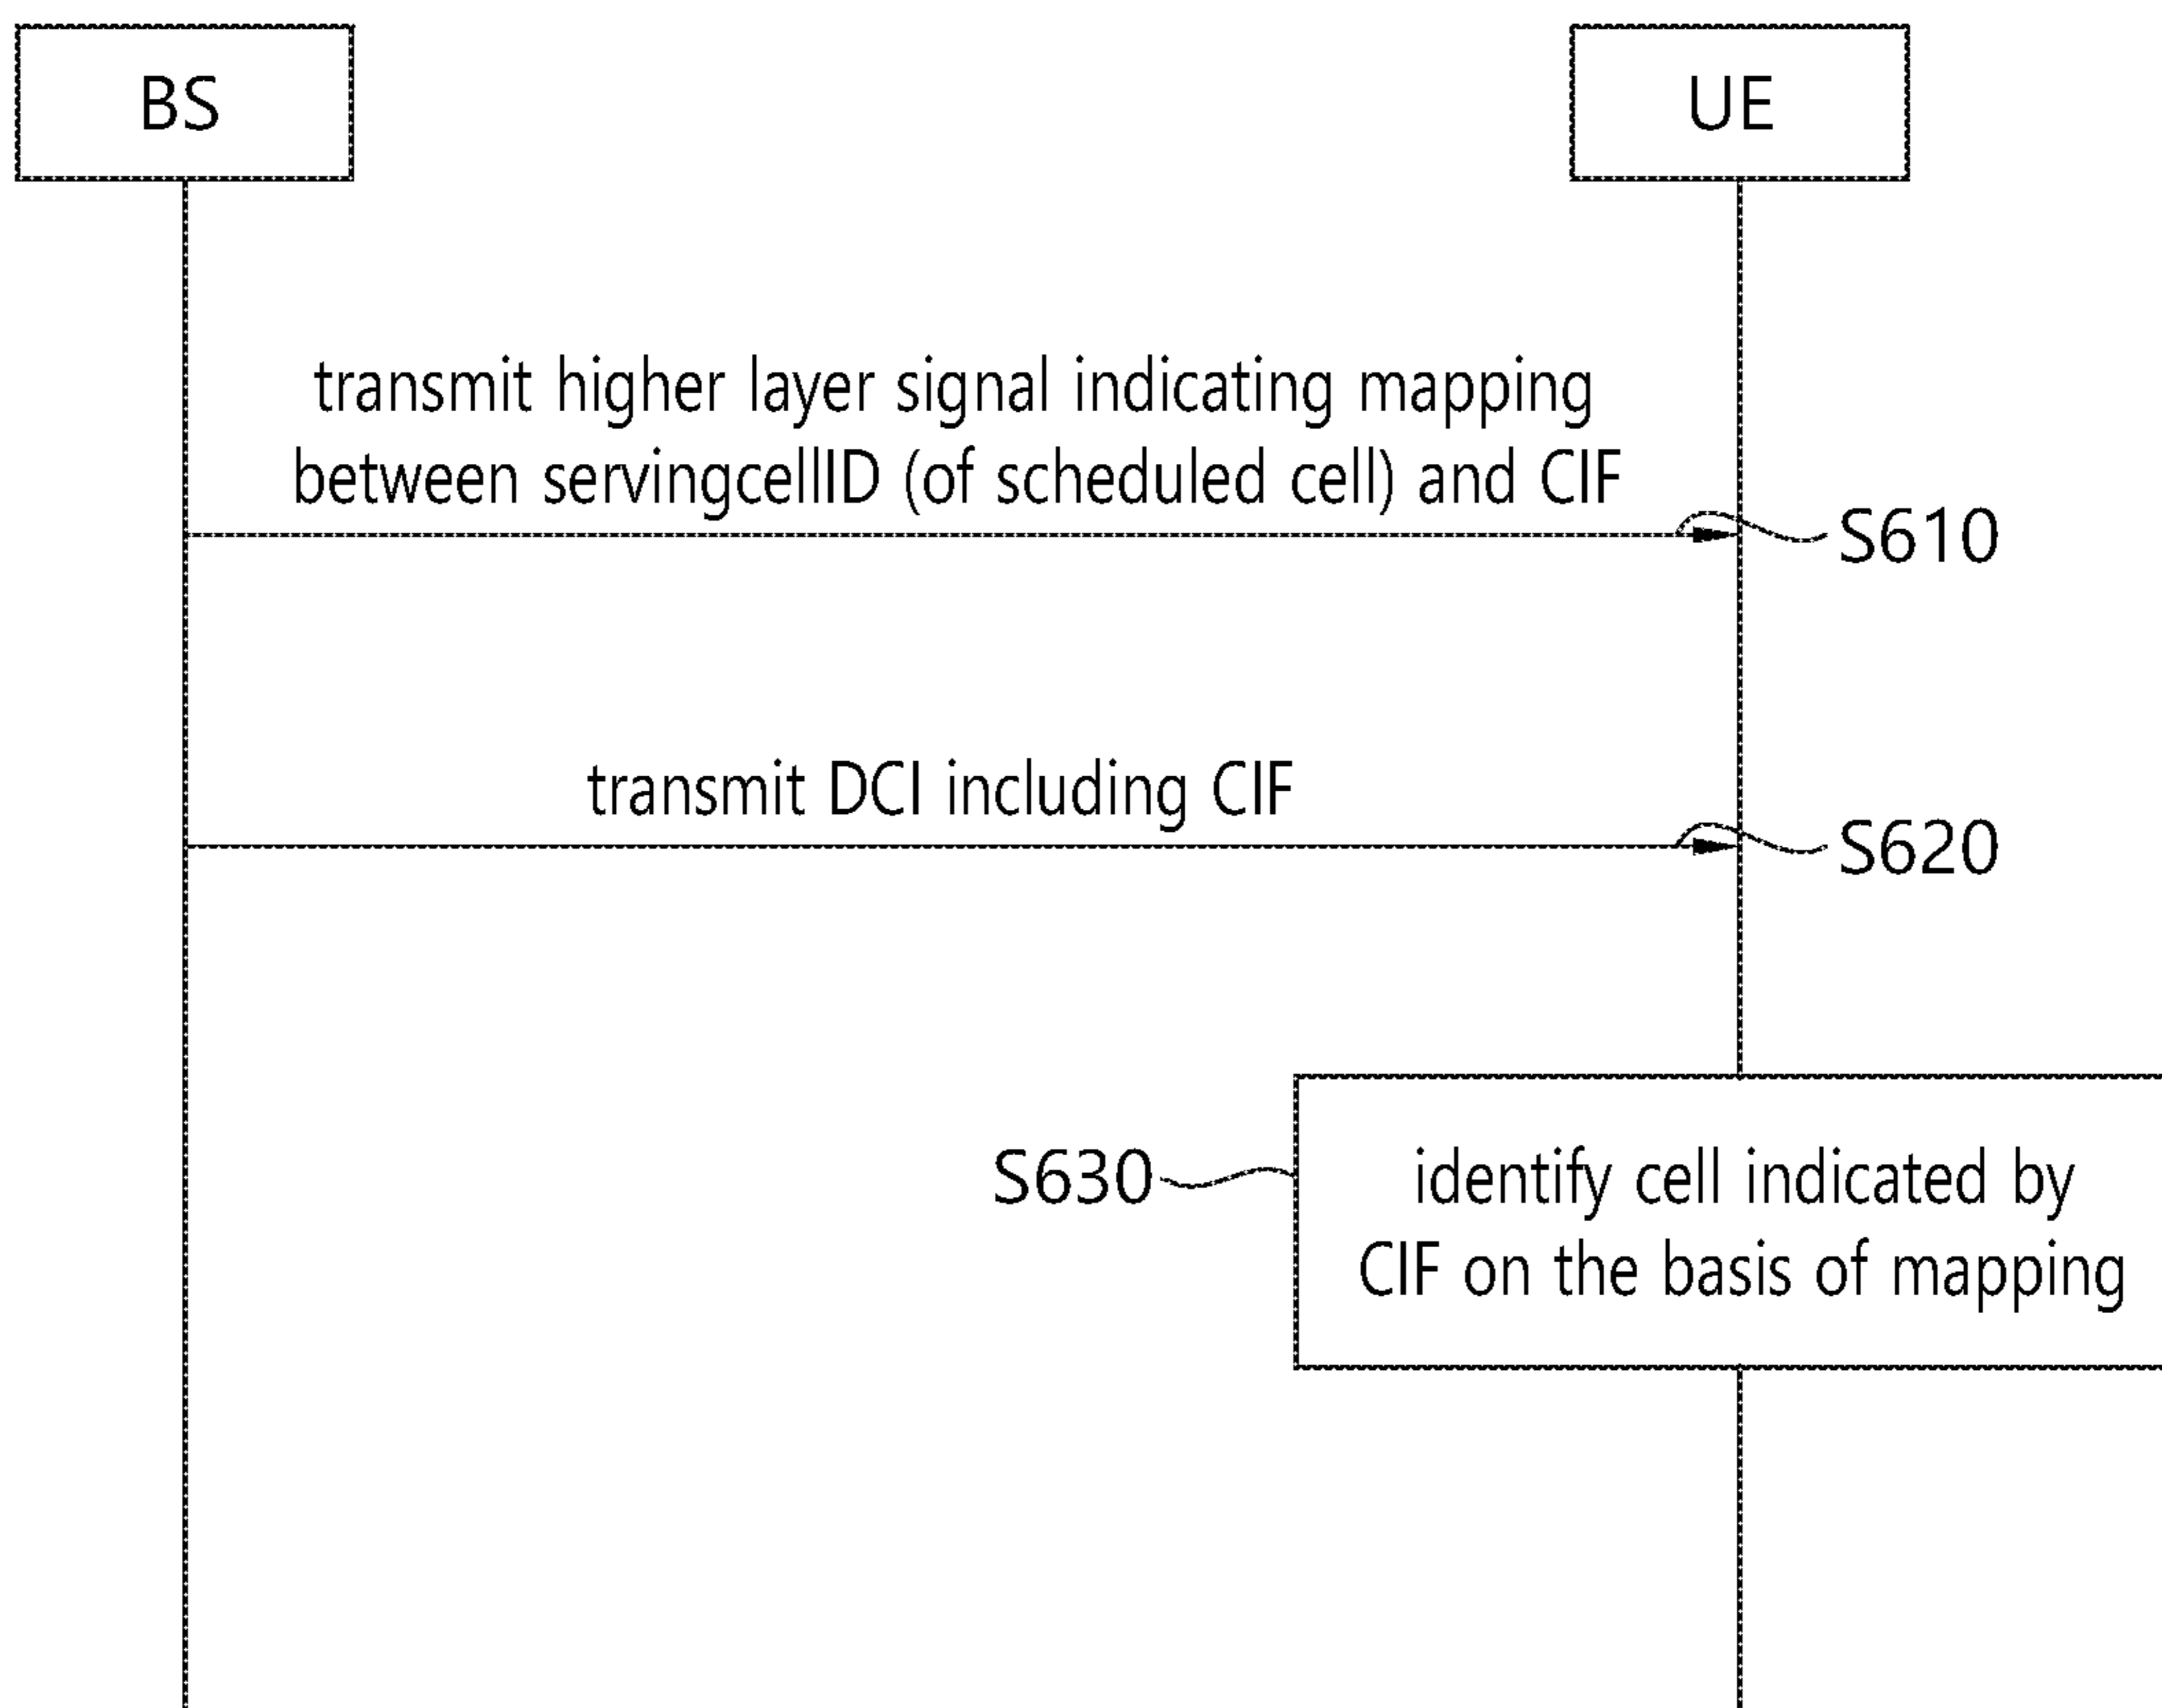 BS
UE
transmit higher layer signal indicating mapping
between servingcellID (of scheduled cell) and CIF
S610
transmit DCI including CIF
S620
S630
identify cell indicated by
CIF on the basis of mapping